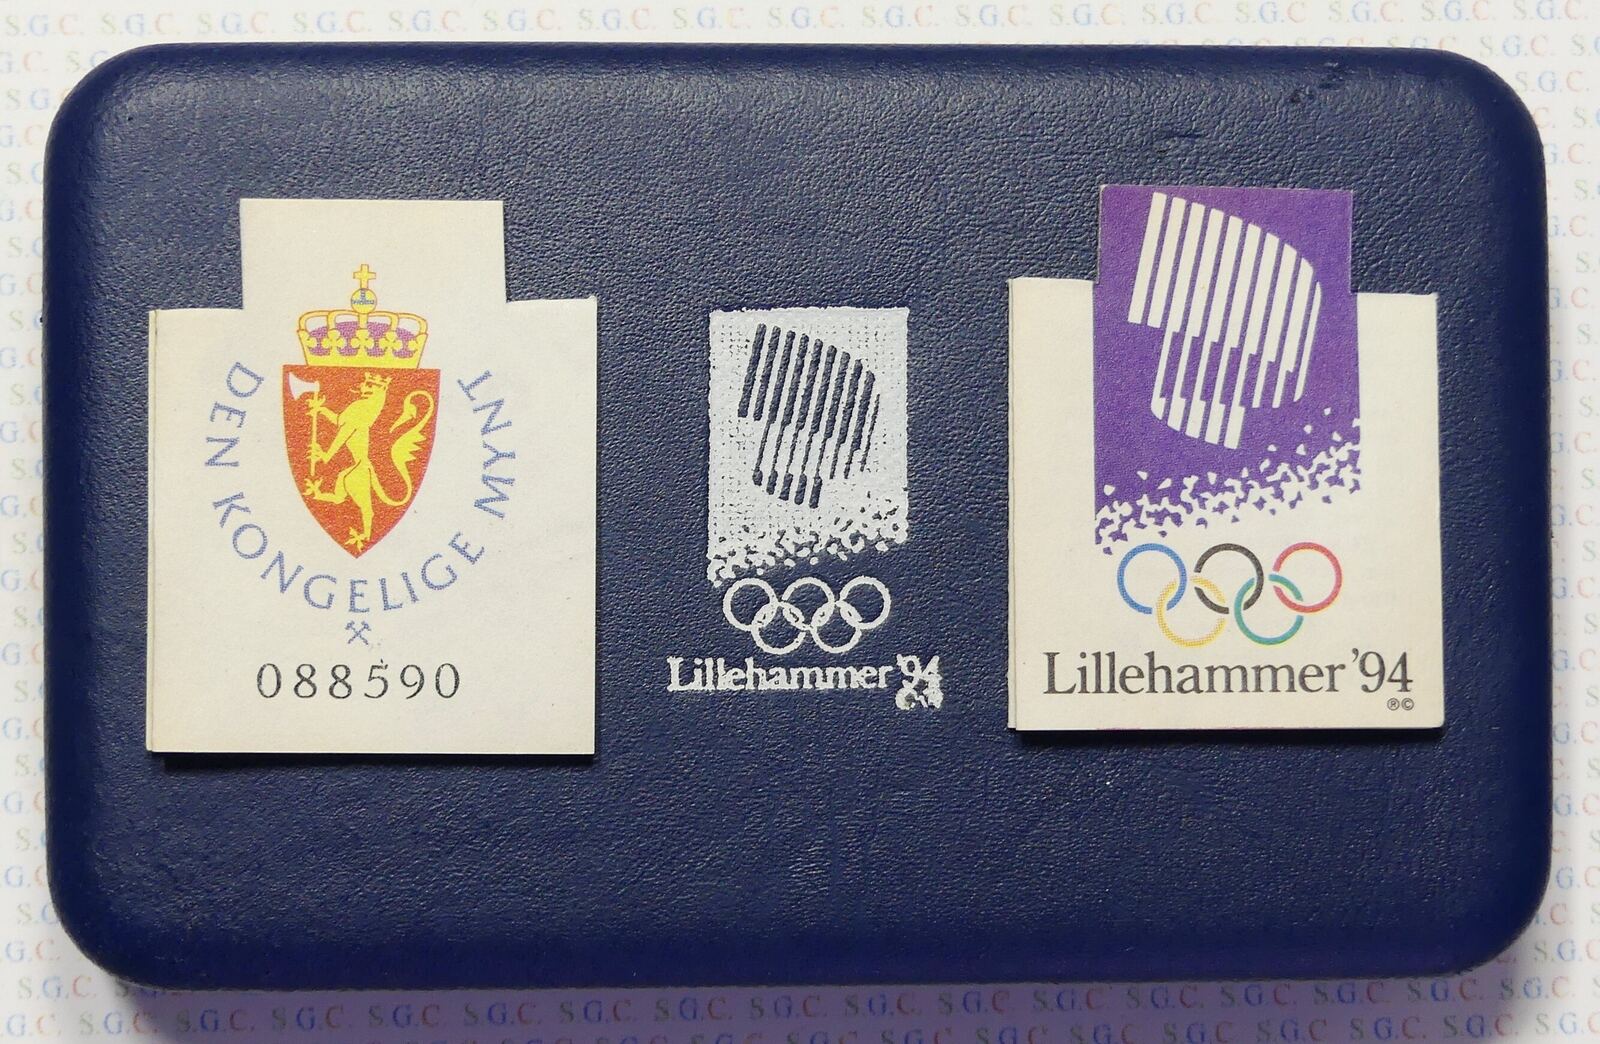 DEN KONGELIGE MYNT
088590
Lillehammer '94
Lillehammer '94
®©
S.G.C. S.G.C. S.G.C. S.G.C. S.G.C. S.G.C. S.G.C. S.G.C.